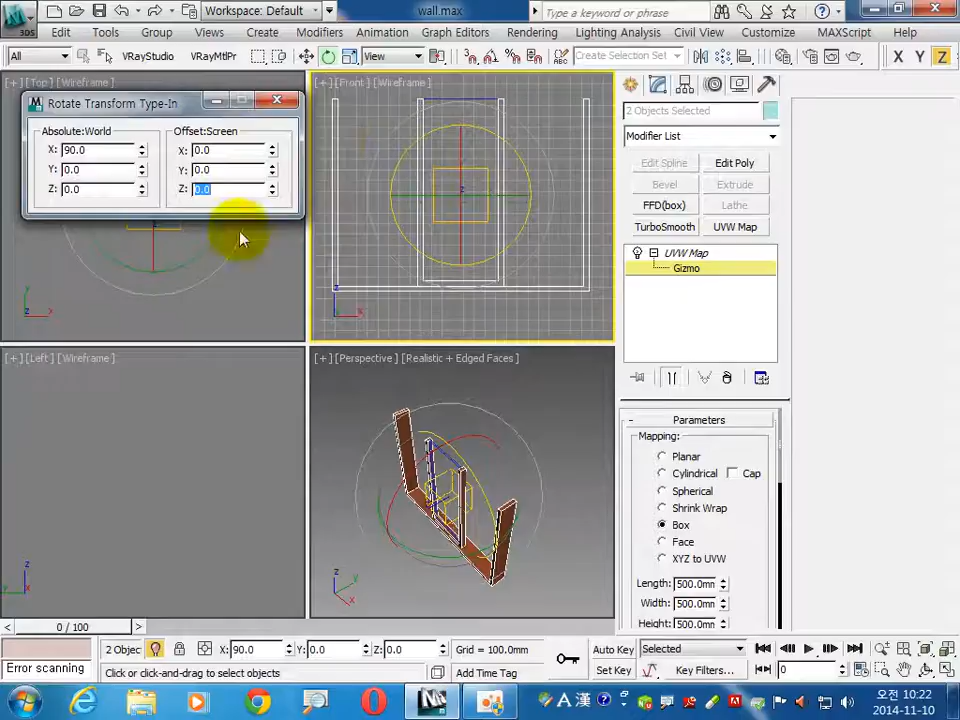 Workspace: Default
wall.max
Type a keyword or phrase
3DS
Edit Tools Group Views Create Modifiers Animation Graph Editors Rendering Lighting Analysis Civil View Customize MAXScript Help
All VRayStudio VRayMtlPr View Create Selection Set X Y Z
[+] [Top] [Wireframe]
[+] [Front] [Wireframe]
Rotate Transform Type-In
Absolute:World Offset:Screen
X: 90.0 X: 0.0
Y: 0.0 Y: 0.0
Z: 0.0 Z: 0.0
2 Objects Selected
Modifier List
Edit Spline Edit Poly
Bevel Extrude
FFD(box) Lathe
TurboSmooth UVW Map
UVW Map
Gizmo
[+] [Left] [Wireframe]
[+] [Perspective] [Realistic + Edged Faces]
Parameters
Mapping:
Planar
Cylindrical Cap
Spherical
Shrink Wrap
Box
Face
XYZ to UVW
Length: 500.0mm
Width: 500.0mm
Height: 500.0mm
0 / 100
2 Objec X: 90.0 Y: 0.0 Z: 0.0 Grid = 100.0mm Auto Key Selected
Error scanning Click or click-and-drag to select objects Add Time Tag Set Key Key Filters... 0
A 漢
오전 10:22
2014-11-10